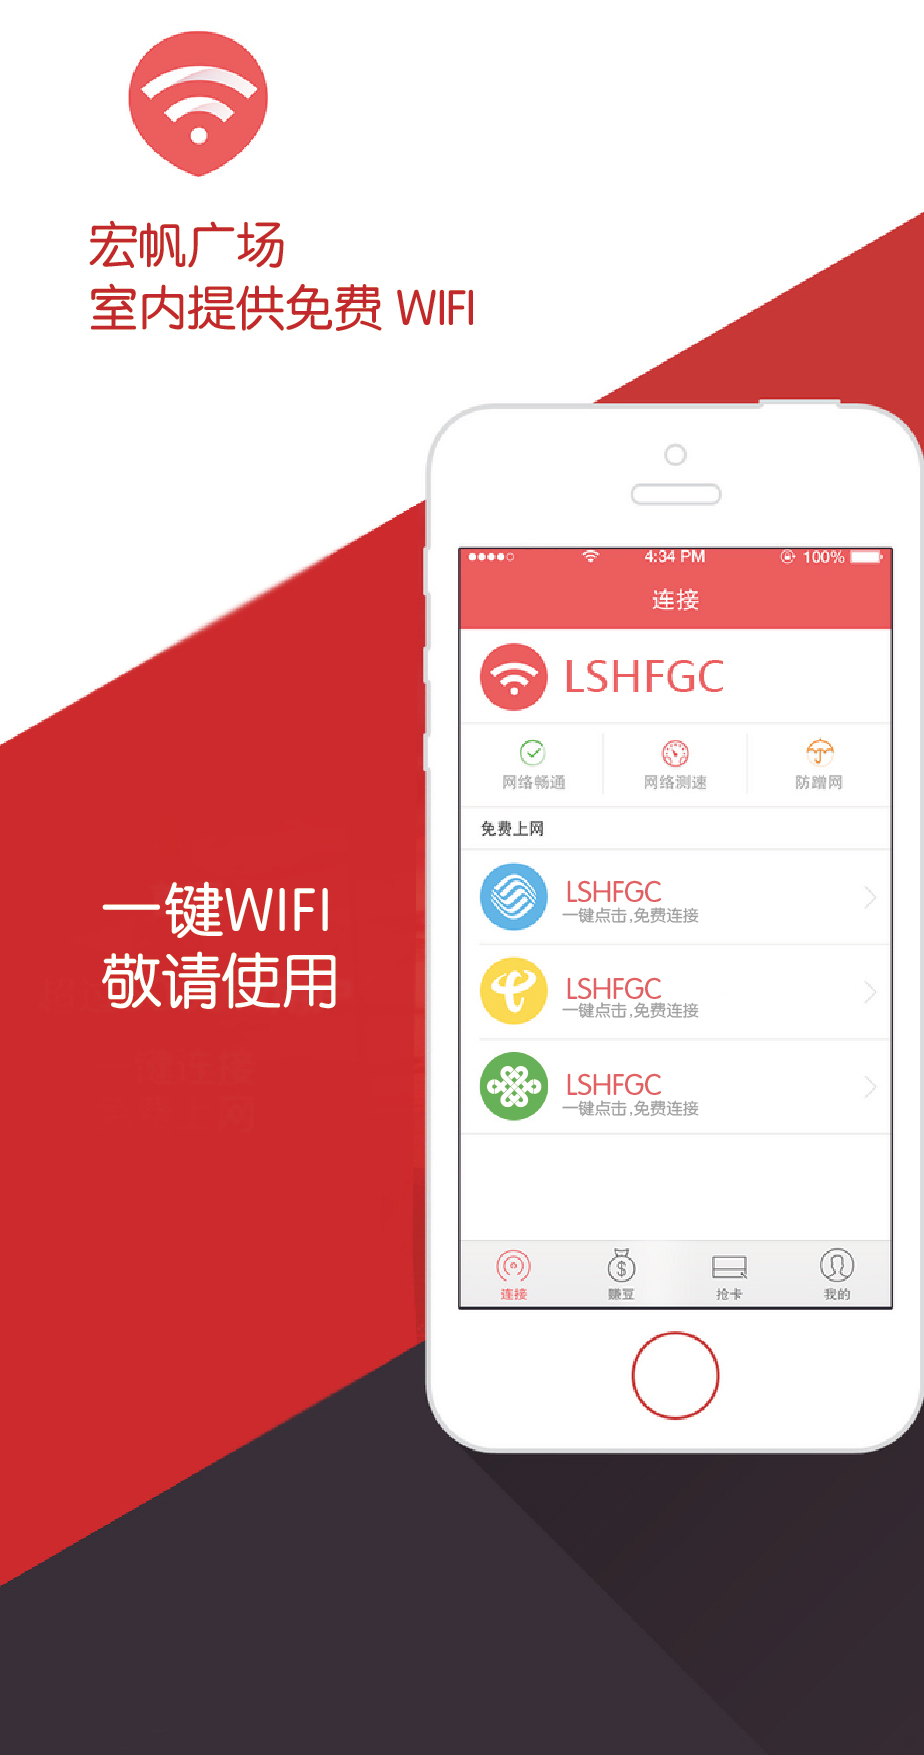 宏帆广场
室内提供免费 WIFI
4:34 PM
100%
连接
LSHFGC
网络畅通
网络测速
防蹭网
免费上网
LSHFGC
一键点击,免费连接
LSHFGC
一键点击,免费连接
LSHFGC
一键点击,免费连接
连接
赚豆
抢卡
我的
一键WIFI
敬请使用